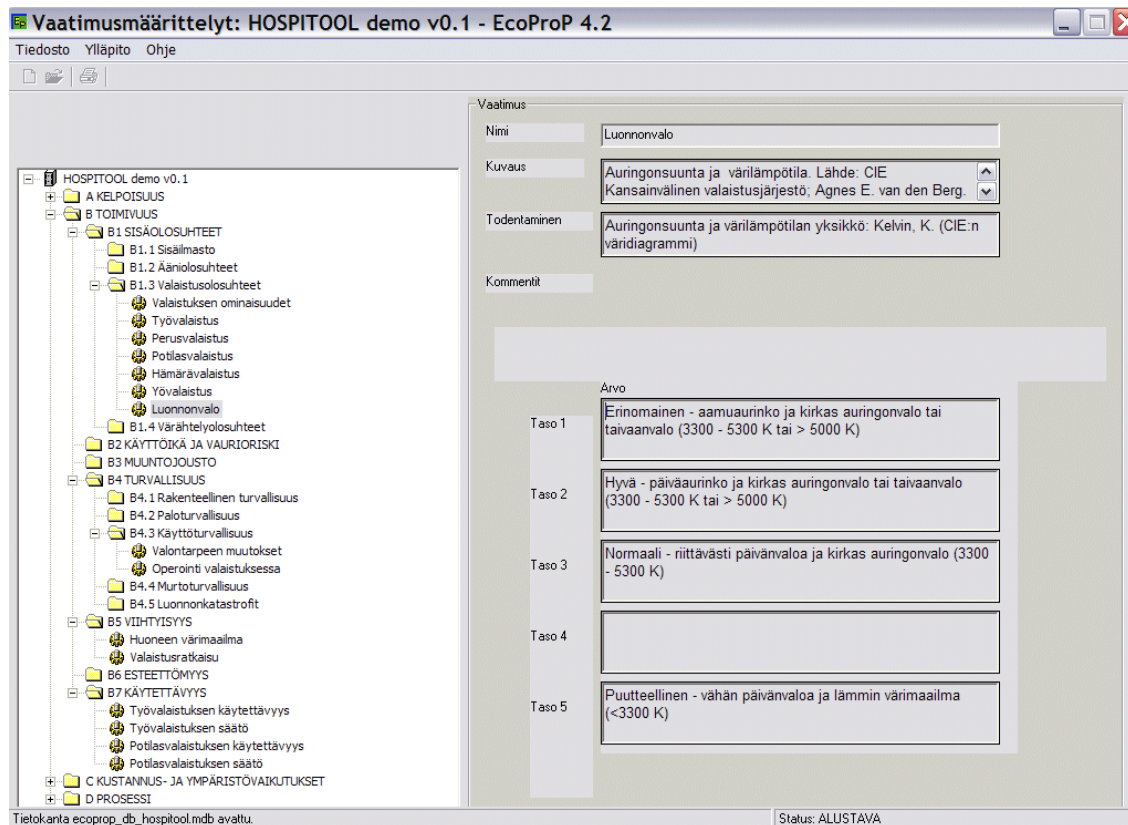 Vaatimusmäärittelyt: HOSPITOOL demo v0.1 - EcoProP 4.2
Tiedosto Ylläpito Ohje
HOSPITOOL demo v0.1
A KELPOISUUS
B TOIMIVUUS
B1 SISÄOLOSUHTEET
B1.1 Sisäilmasto
B1.2 Ääniolosuhteet
B1.3 Valaistusolosuhteet
Valaistuksen ominaisuudet
Työvalaistus
Perusvalaistus
Potilasvalaistus
Hämärävalaistus
Yövalaistus
Luonnonvalo
B1.4 Värähtelyolosuhteet
B2 KÄYTTÖIKÄ JA VAURIORISKI
B3 MUUNTOJOUSTO
B4 TURVALLISUUS
B4.1 Rakenteellinen turvallisuus
B4.2 Paloturvallisuus
B4.3 Käyttöturvallisuus
Valontarpeen muutokset
Operointi valaistuksessa
B4.4 Murtoturvallisuus
B4.5 Luonnonkatastrofit
B5 VIIHTYISYYS
Huoneen värimaailma
Valaistusratkaisu
B6 ESTEETTÖMYYS
B7 KÄYTETTÄVYYS
Työvalaistuksen käytettävyys
Työvalaistuksen säätö
Potilasvalaistuksen käytettävyys
Potilasvalaistuksen säätö
C KUSTANNUS- JA YMPÄRISTÖVAIKUTUKSET
D PROSESSI
Vaatimus
Nimi
Luonnonvalo
Kuvaus
Auringonsuunta ja värilämpötila. Lähde: CIE
Kansainvälinen valaistusjärjestö; Agnes E. van den Berg.
Todentaminen
Auringonsuunta ja värilämpötilan yksikkö: Kelvin, K. (CIE:n
väridiagrammi)
Kommentit
Arvo
Taso 1
Erinomainen - aamuaurinko ja kirkas auringonvalo tai
taivaanvalo (3300 - 5300 K tai > 5000 K)
Taso 2
Hyvä - päiväaurinko ja kirkas auringonvalo tai taivaanvalo
(3300 - 5300 K tai > 5000 K)
Taso 3
Normaali - riittävästi päivänvaloa ja kirkas auringonvalo (3300
- 5300 K)
Taso 4
Taso 5
Puutteellinen - vähän päivänvaloa ja lämmin värimaailma
(<3300 K)
Tietokanta ecoprop_db_hospitool.mdb avattu.
Status: ALUSTAVA